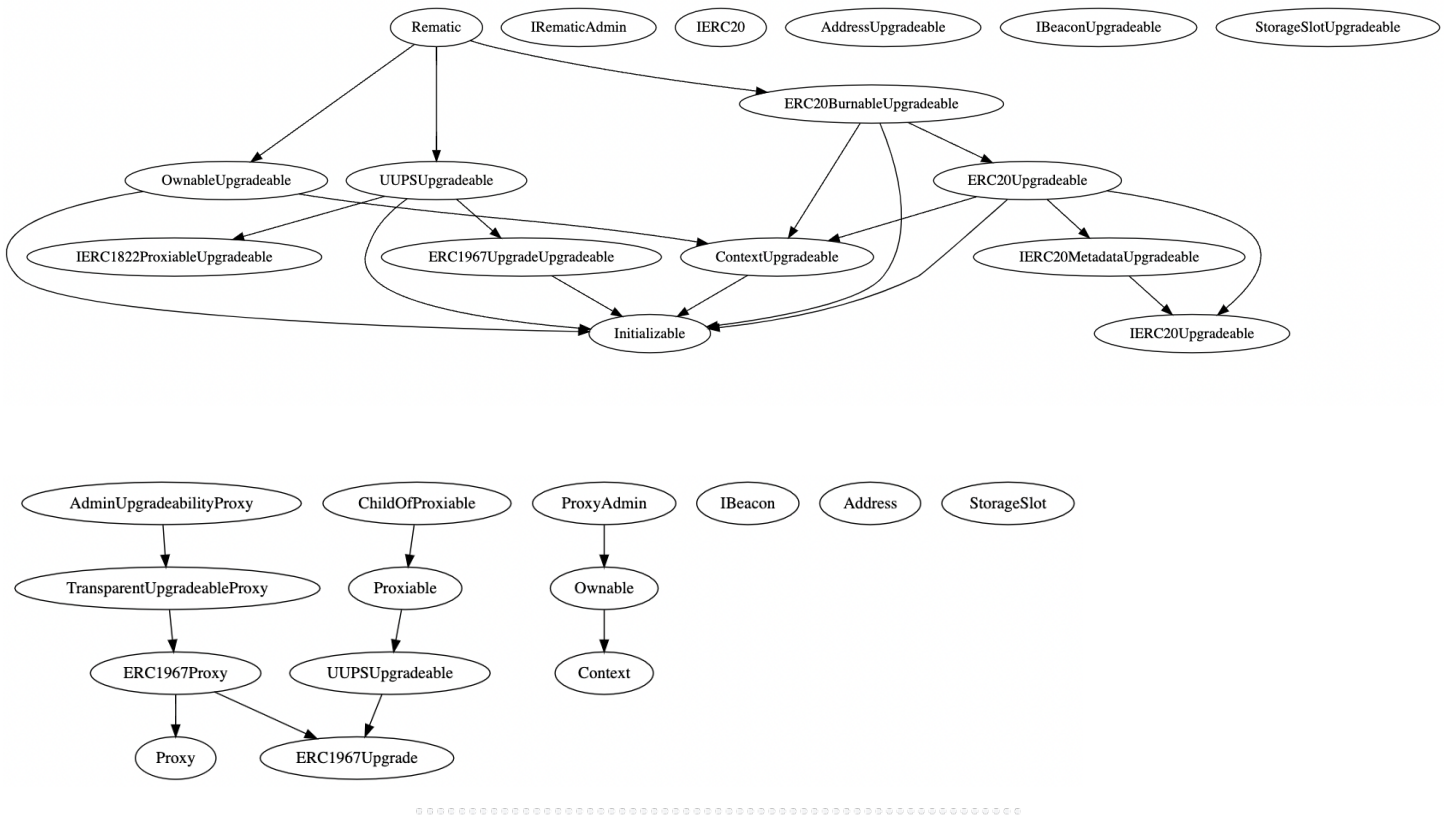 Rematic IRematicAdmin IERC20 AddressUpgradeable IBeaconUpgradeable StorageSlotUpgradeable
ERC20BurnableUpgradeable
OwnableUpgradeable UUPSUpgradeable ERC20Upgradeable
IERC1822ProxiableUpgradeable ERC1967UpgradeUpgradeable ContextUpgradeable IERC20MetadataUpgradeable
Initializable IERC20Upgradeable
AdminUpgradeabilityProxy ChildOfProxiable ProxyAdmin IBeacon Address StorageSlot
TransparentUpgradeableProxy Proxiable Ownable
ERC1967Proxy UUPSUpgradeable Context
Proxy ERC1967Upgrade